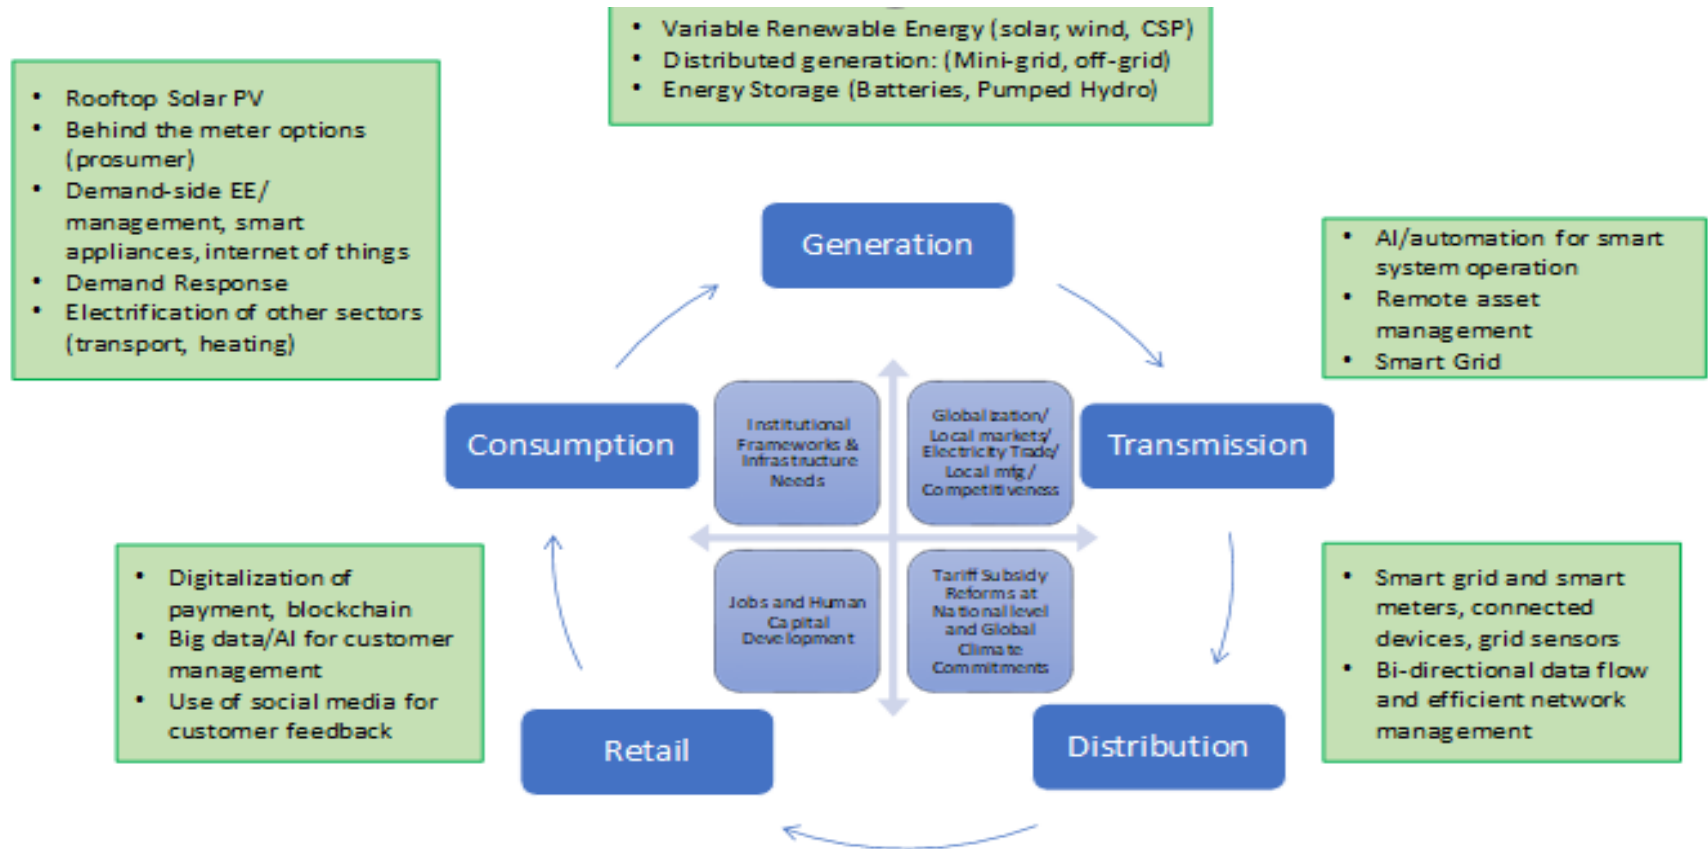 • Variable Renewable Energy (solar, wind, CSP)
• Distributed generation: (Mini-grid, off-grid)
• Energy Storage (Batteries, Pumped Hydro)
• Rooftop Solar PV
• Behind the meter options
(prosumer)
• Demand-side EE/
management, smart
appliances, internet of things
• Demand Response
• Electrification of other sectors
(transport, heating)
Generation
• AI/automation for smart
system operation
• Remote asset
management
• Smart Grid
Consumption
Institutional
Frameworks &
Infrastructure
Needs
Globalization/
Local markets/
Electricity Trade/
Local mfg/
Competitiveness
Transmission
• Digitalization of
payment, blockchain
• Big data/AI for customer
management
• Use of social media for
customer feedback
Jobs and Human
Capital
Development
Tariff Subsidy
Reforms at
National level
and Global
Climate
Commitments
• Smart grid and smart
meters, connected
devices, grid sensors
• Bi-directional data flow
and efficient network
management
Retail
Distribution